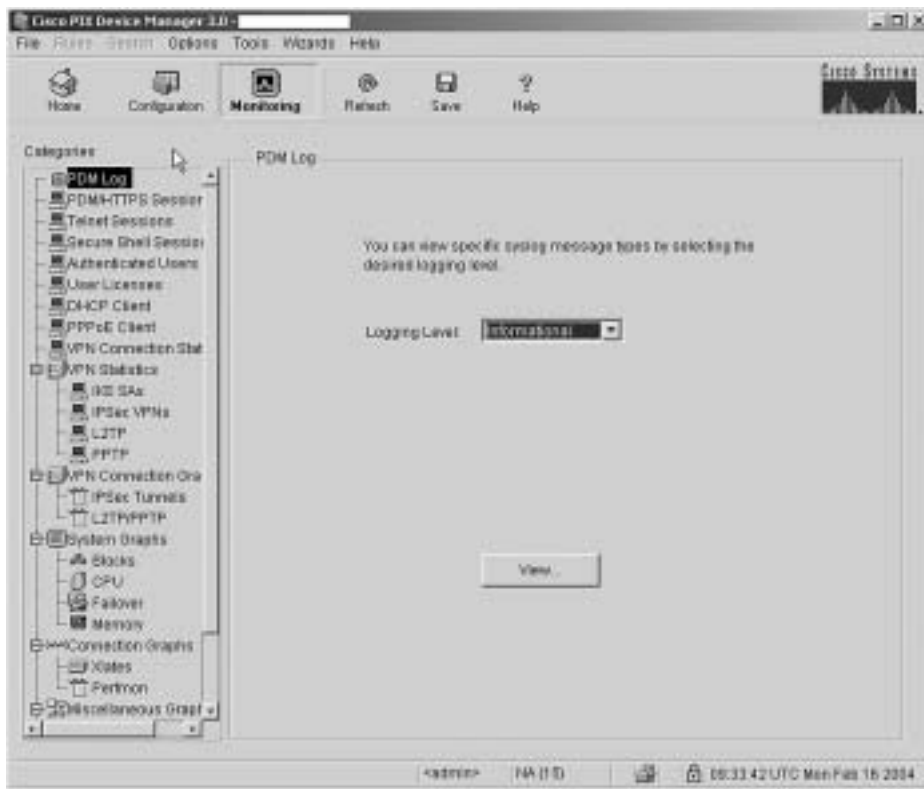 Cisco PIX Device Manager 3.0 -
File Rules Search Options Tools Wizards Help
Home Configuration Monitoring Refresh Save Help
CISCO SYSTEMS
Categories
PDM Log
PDM/HTTPS Session
Telnet Sessions
Secure Shell Sessio
Authenticated Users
User Licenses
DHCP Client
PPPoE Client
VPN Connection Stat
VPN Statistics
IKE SAs
IPSec VPNs
L2TP
PPTP
VPN Connection Gra
IPSec Tunnels
L2TP/PPTP
System Graphs
Blocks
CPU
Failover
Memory
Connection Graphs
Xlates
Perfmon
Miscellaneous Graph
PDM Log
You can view specific syslog message types by selecting the
desired logging level.
Logging Level: Informational
View...
<admin> NA (15) 09:33:42 UTC Mon Feb 16 2004